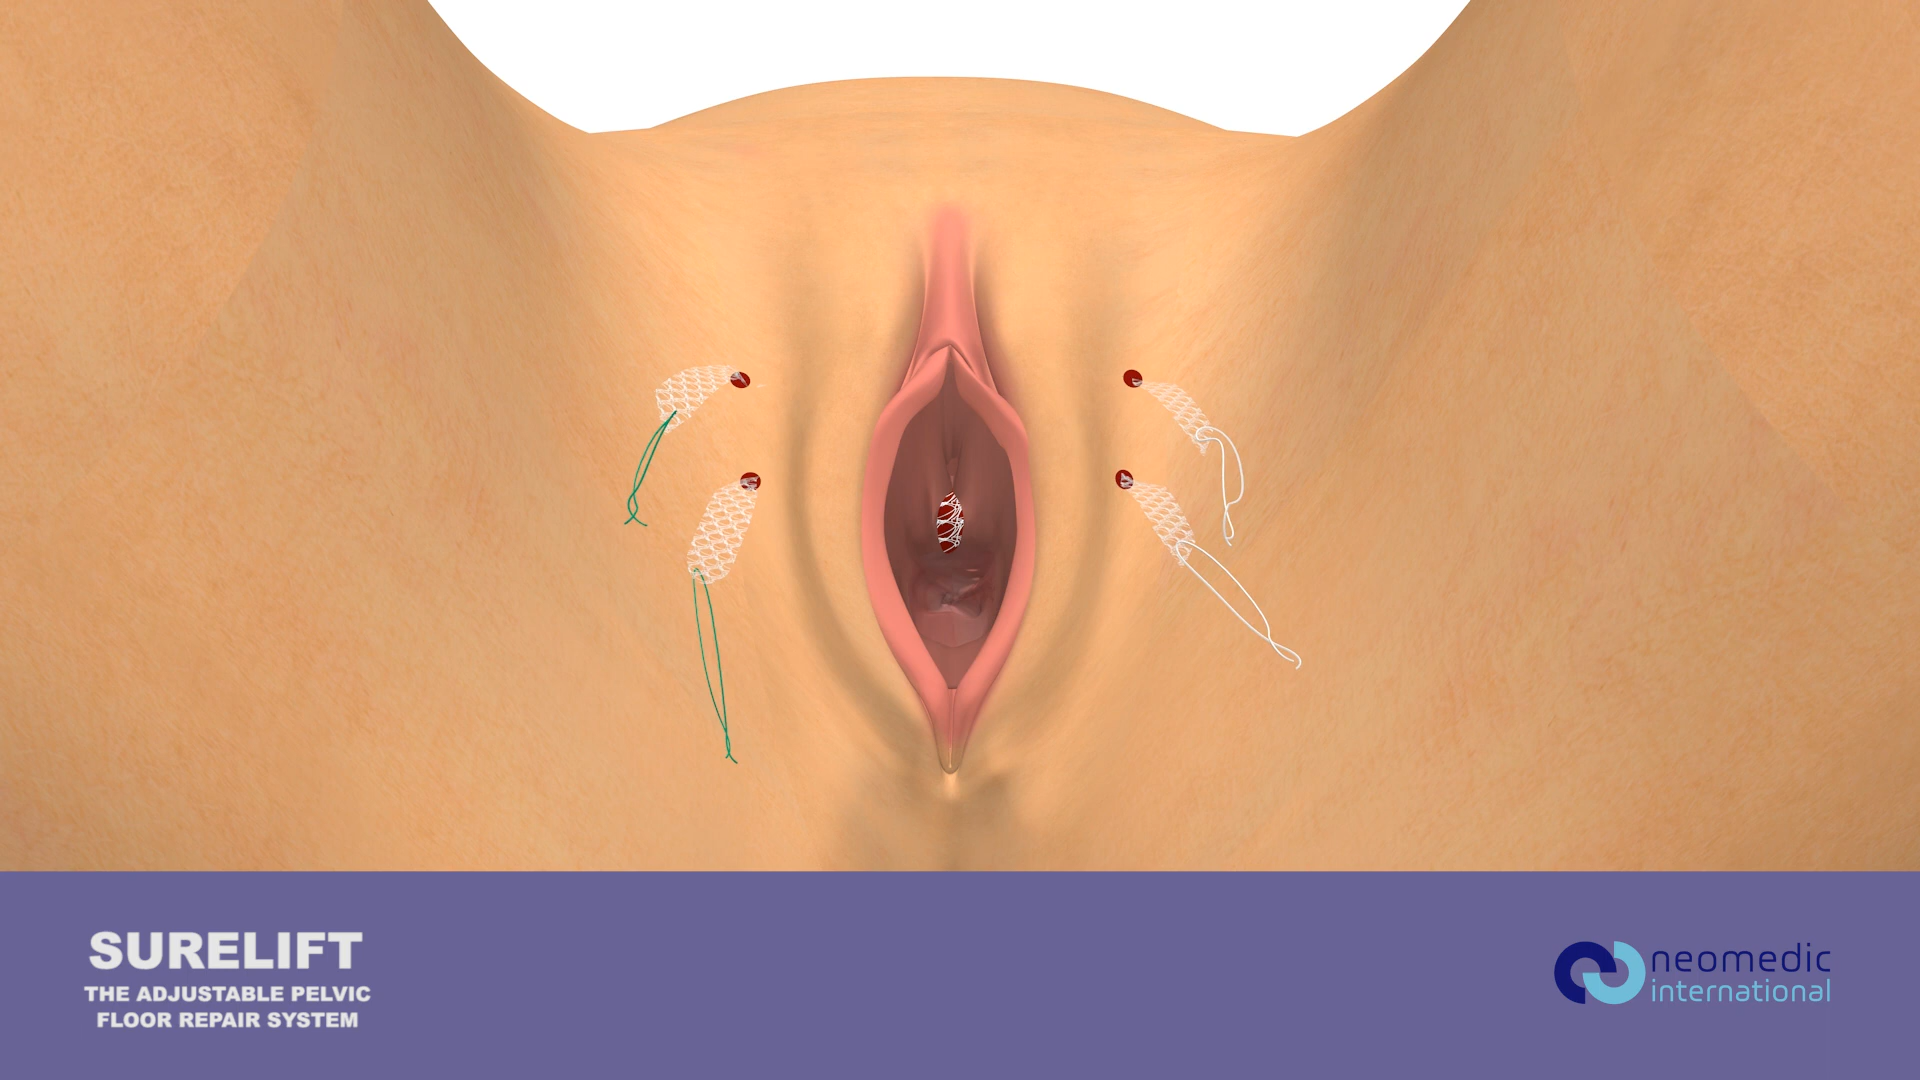 SURELIFT
THE ADJUSTABLE PELVIC
FLOOR REPAIR SYSTEM
neomedic
international